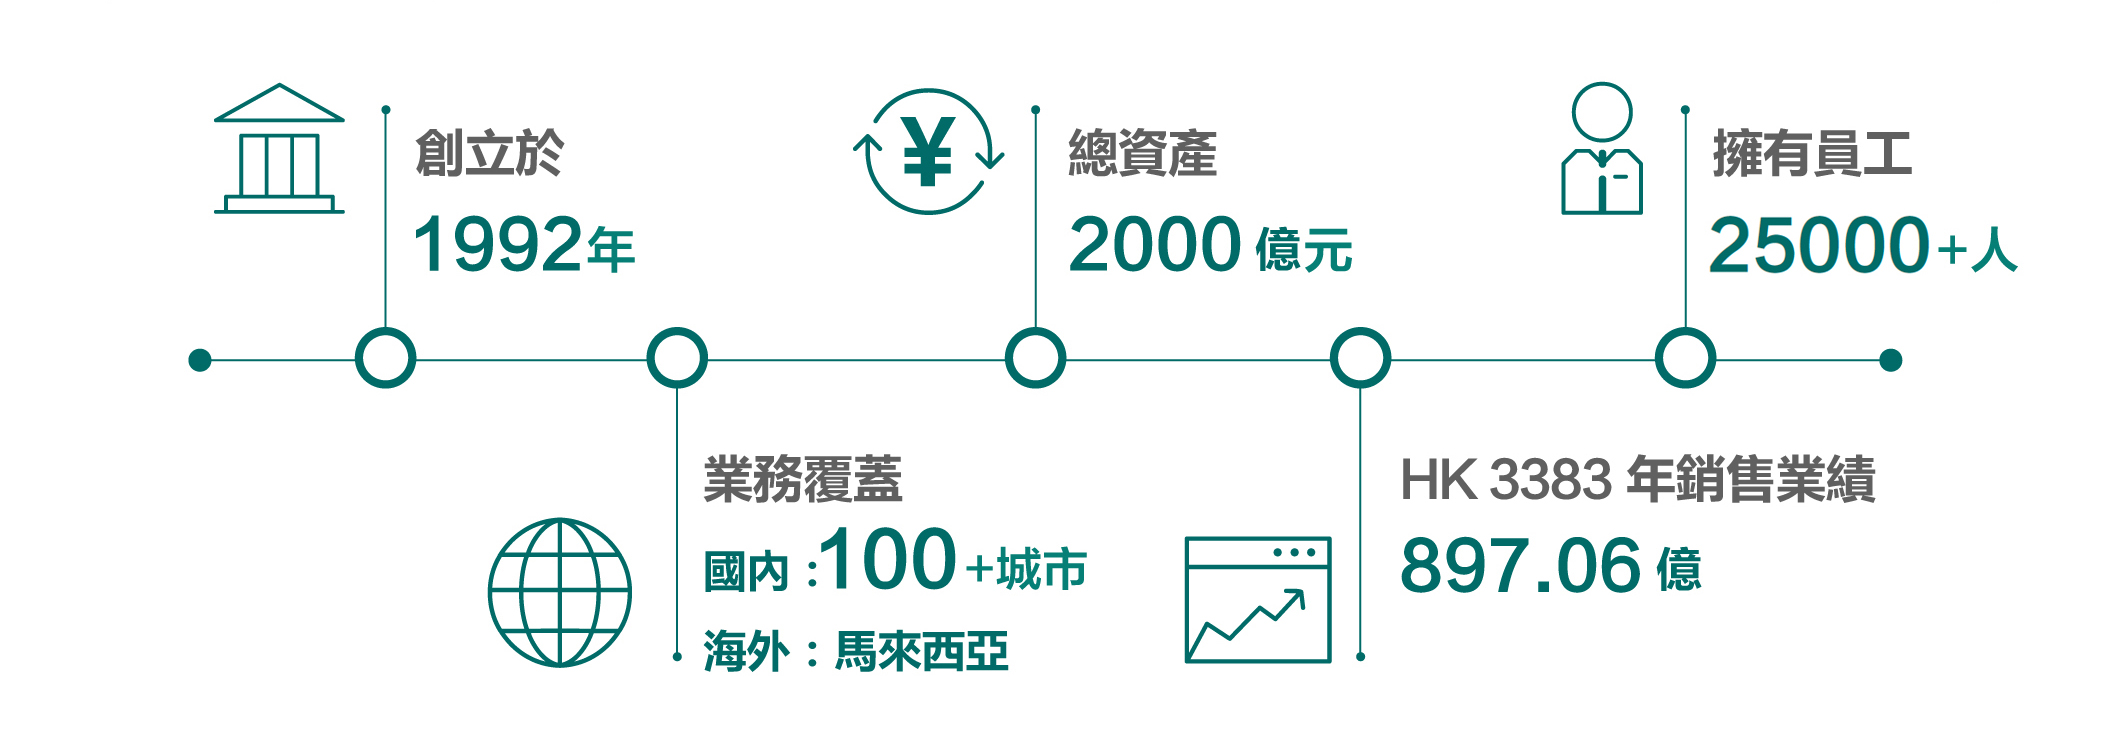 創立於
1992年
¥
總資產
2000 億元
擁有員工
25000+人
業務覆蓋
國內:100+城市
海外:馬來西亞
HK 3383 年銷售業績
897.06 億